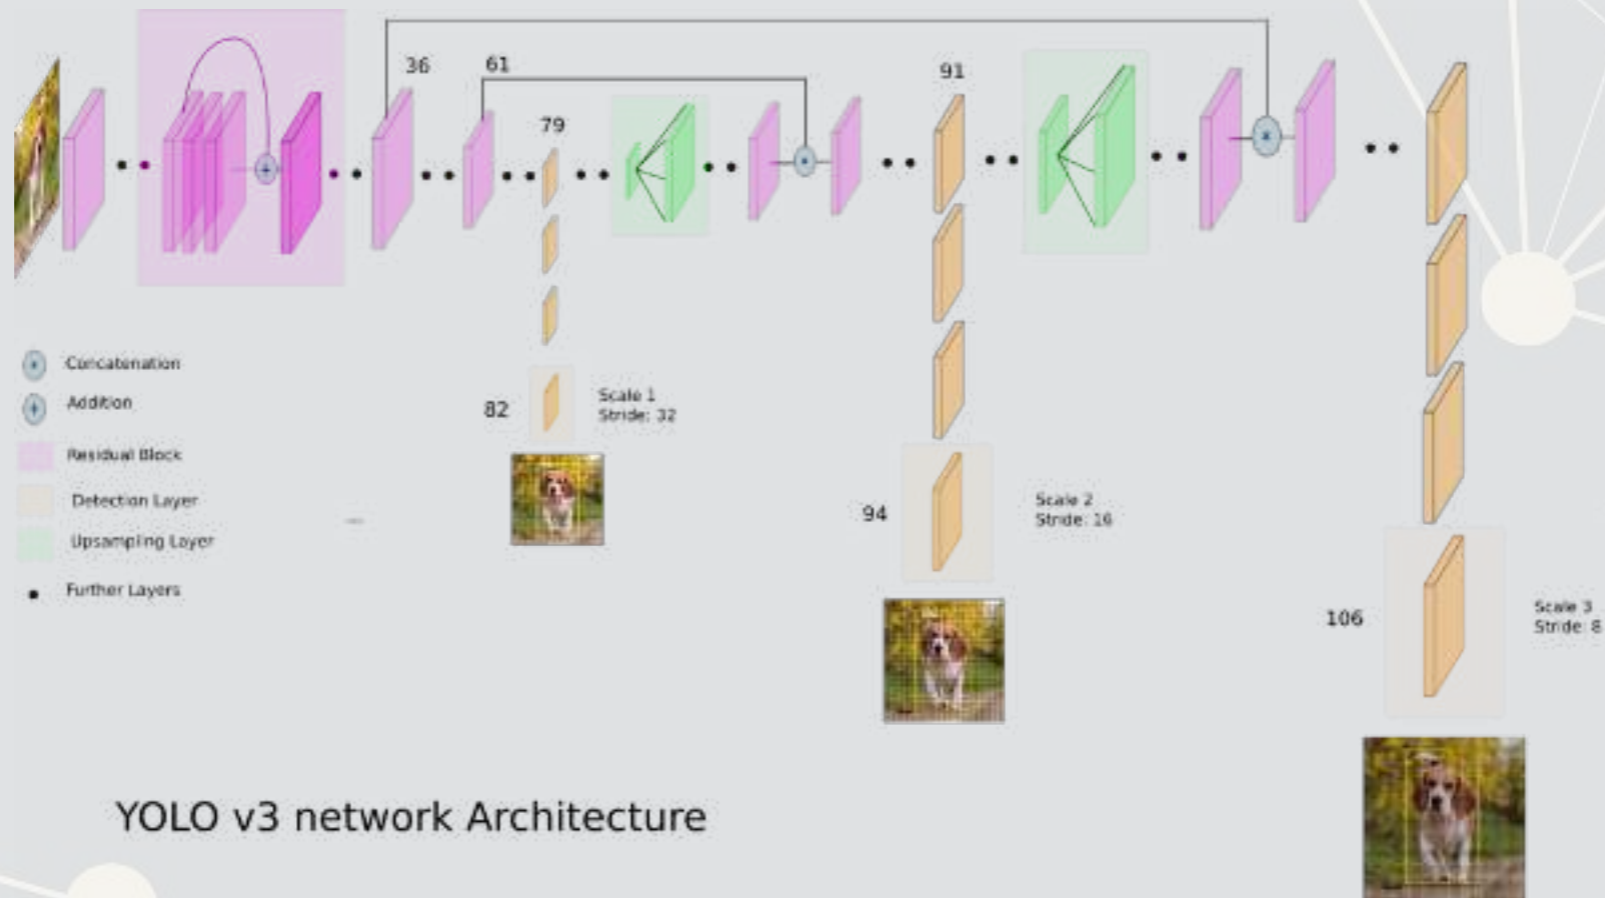 36
61
91
79
Concatenation
Addition
Residual Block
Detection Layer
Upsampling Layer
Further Layers
82
Scale 1
Stride: 32
94
Scale 2
Stride: 16
106
Scale 3
Stride: 8
YOLO v3 network Architecture